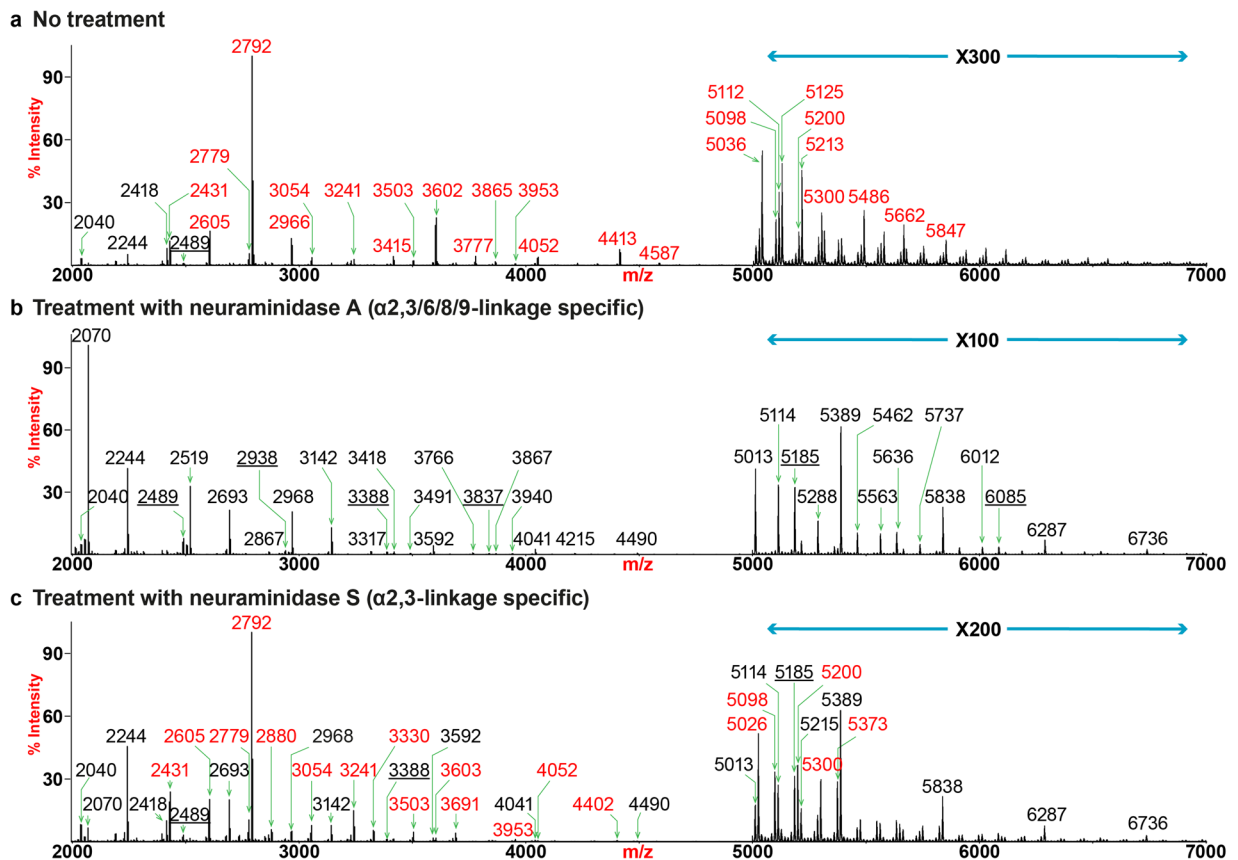 a No treatment
2792
X300
90
5112 5125
5098 5200
60
5036 5213
2779
2418 2431 3054 3241 3503 3602 3865 3953
5300 5486
30
2040 2605 2966
5662
2244 2489 3415 3777 4052 4413 4587
5847
% Intensity
2000 3000 4000 5000 6000 7000
m/z
b Treatment with neuraminidase A (α2,3/6/8/9-linkage specific)
2070
X100
90
60
5114 5389 5462 5737
2244 2519 2938 3142 3418 3766 3867
5013 5185 5636 6012
30
2040 2489 2693 2968 3388 3491 3837 3940
5288 5563 5838 6085
2867 3317 3592 4041 4215 4490
6287 6736
% Intensity
2000 3000 4000 5000 6000 7000
m/z
c Treatment with neuraminidase S (α2,3-linkage specific)
2792
X200
90
5114 5185 5200
60
5098 5389
5026 5215 5373
2244 2605 2779 2880 2968 3330 3592
30
2040 2431 2693 3054 3241 3388 3603 4052
5013 5300
5838
2070 2418 2489 3142 3503 3691 4041 4402 4490
3953
6287 6736
% Intensity
2000 3000 4000 5000 6000 7000
m/z